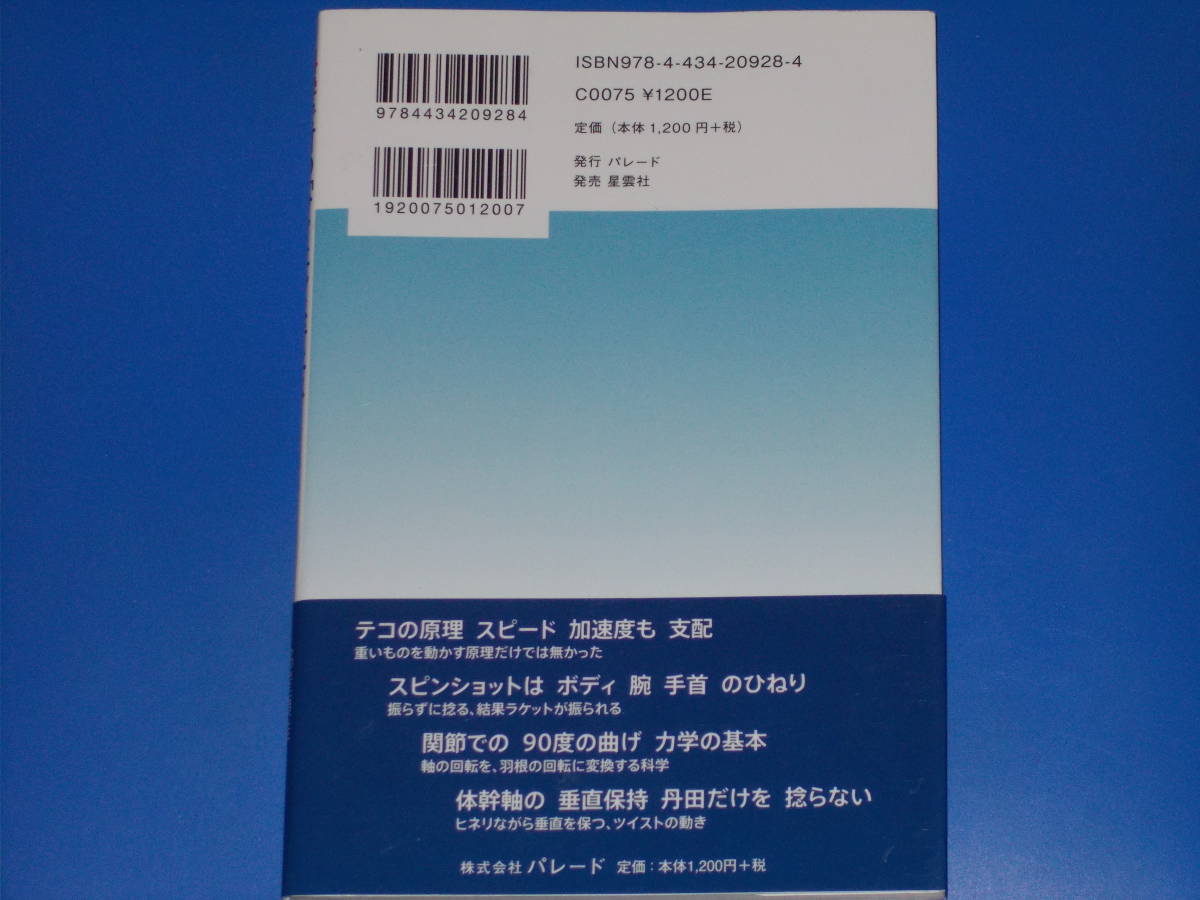 9784434209284
1920075012007
ISBN978-4-434-20928-4
C0075 ¥1200E
定価（本体1,200円＋税）
発行 パレード
発売 星雲社
テコの原理 スピード 加速度も 支配
重いものを動かす原理だけでは無かった
スピンショットは ボディ 腕 手首 のひねり
振らずに捻る、結果ラケットが振られる
関節での 90度の曲げ 力学の基本
軸の回転を、羽根の回転に変換する科学
体幹軸の 垂直保持 丹田だけを 捻らない
ヒネリながら垂直を保つ、ツイストの動き
株式会社 パレード 定価：本体1,200円＋税